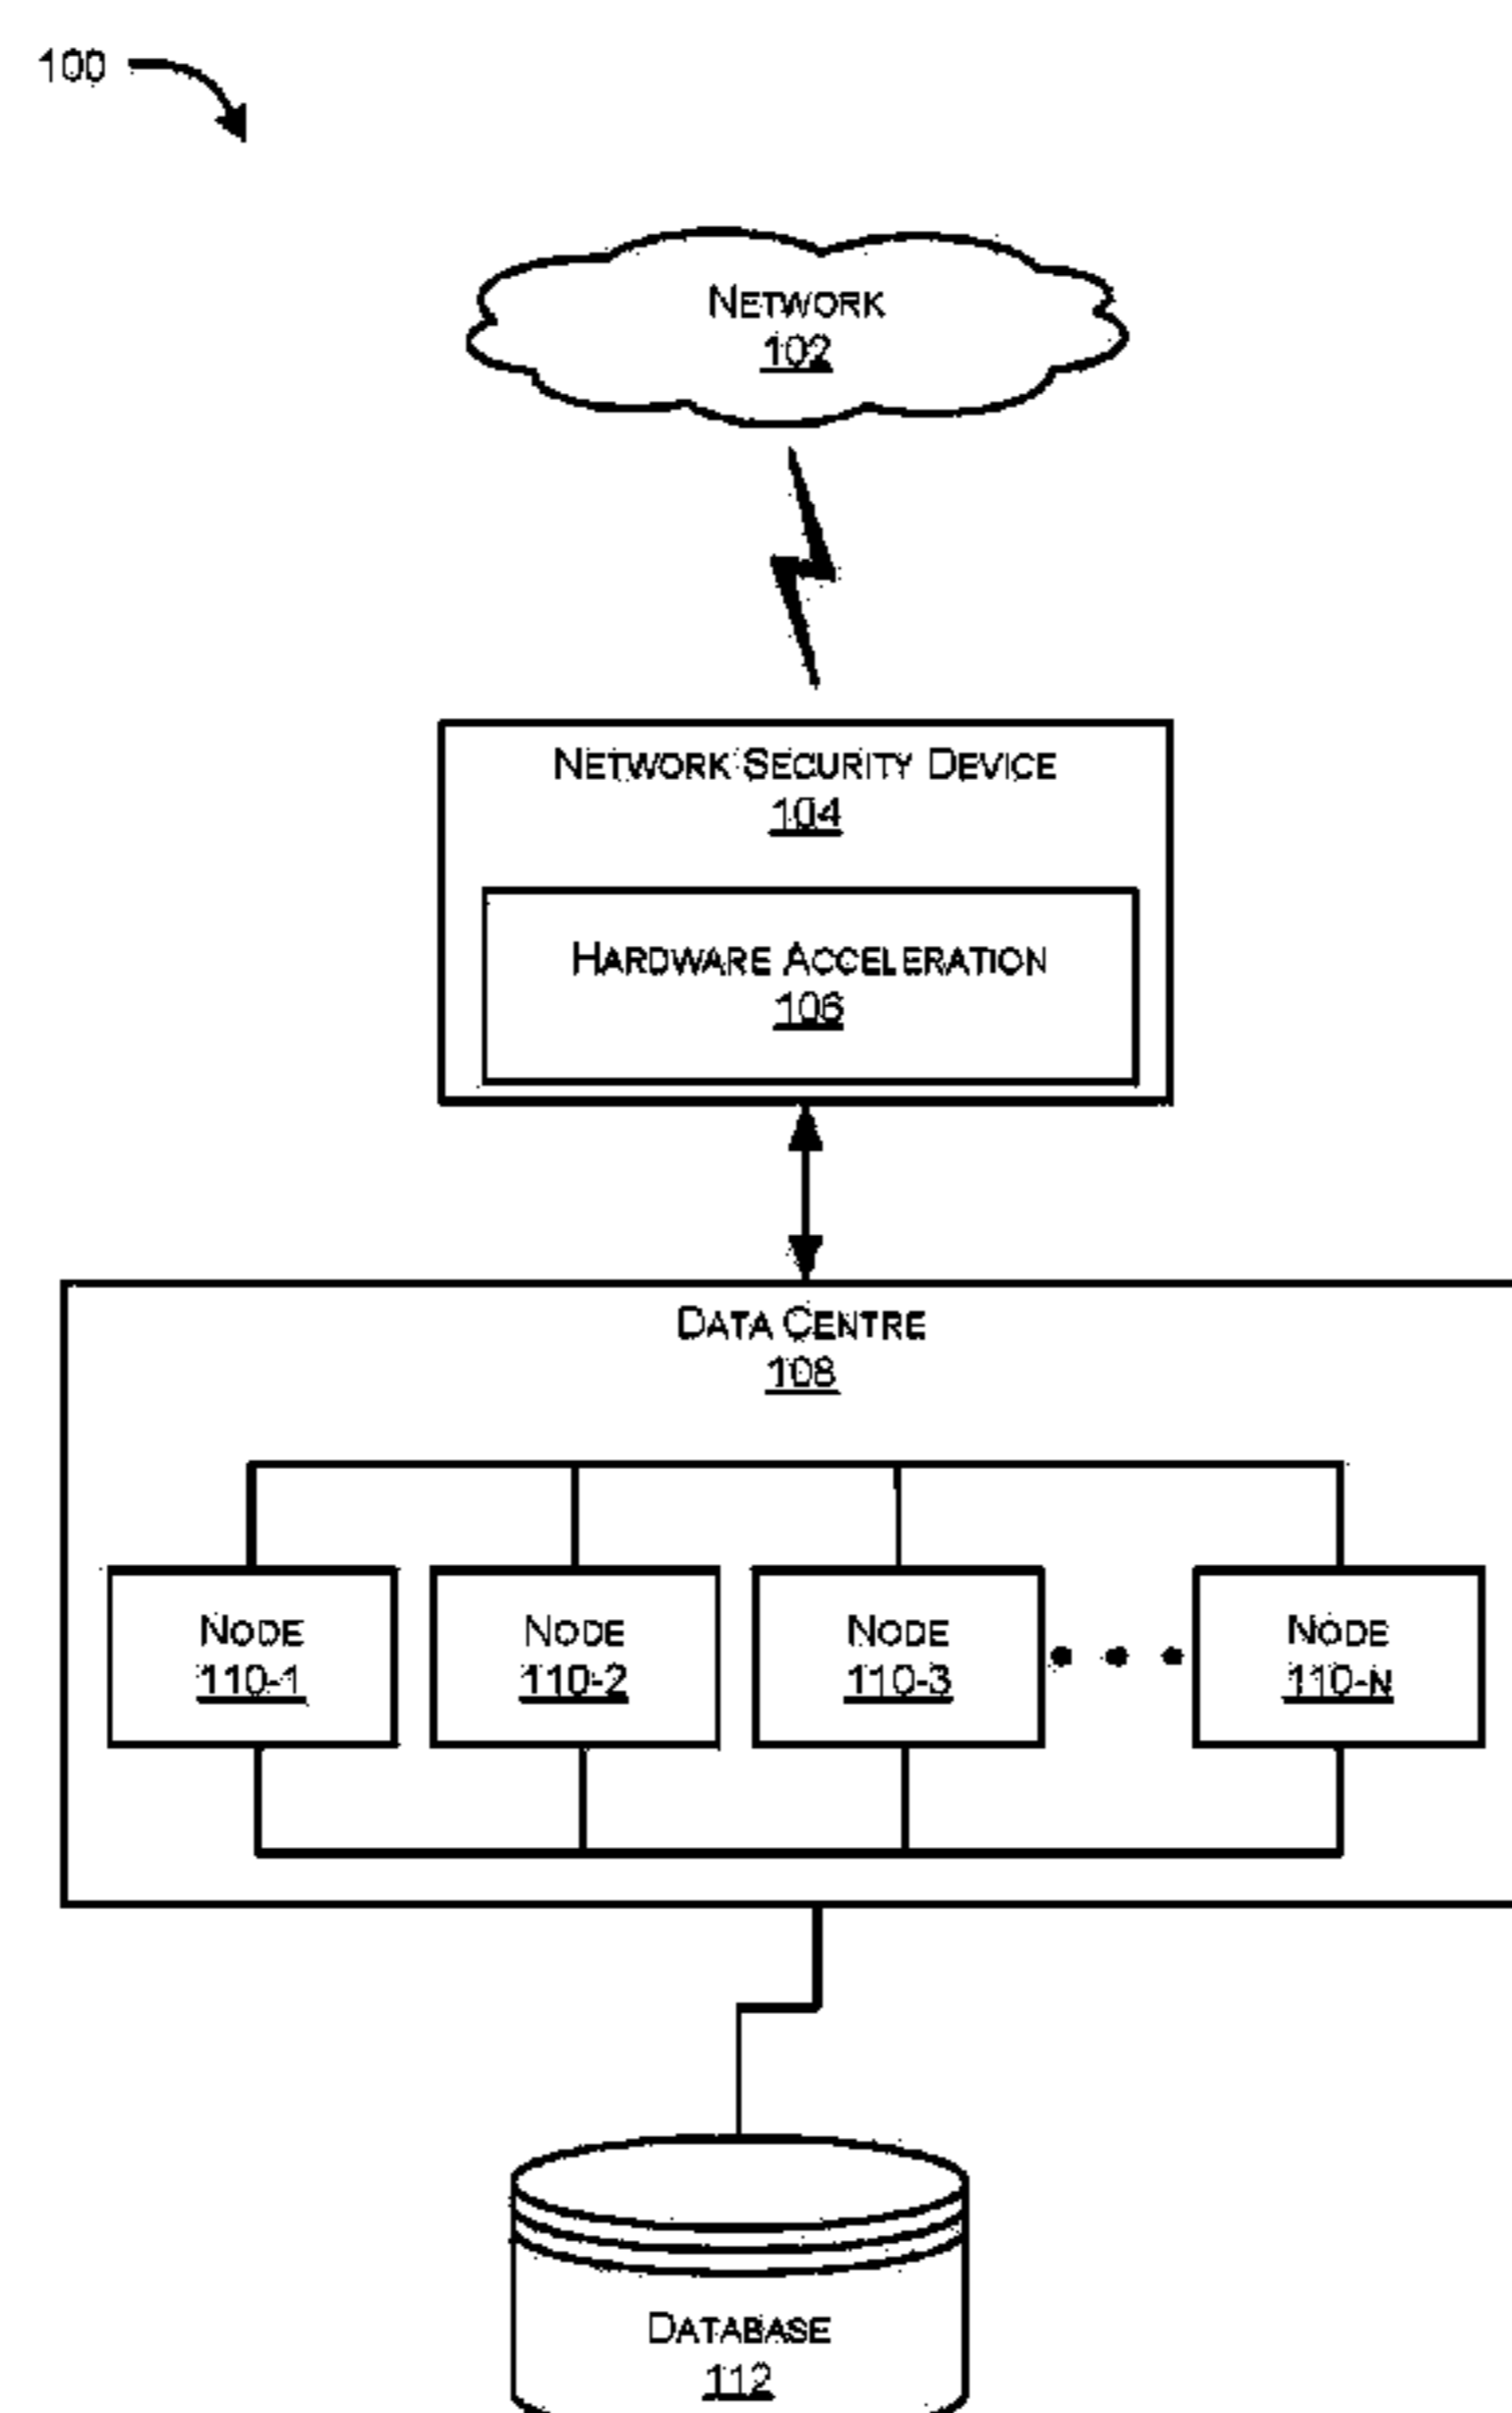 100
NETWORK
102
NETWORK SECURITY DEVICE
104
HARDWARE ACCELERATION
106
DATA CENTRE
108
NODE
110-1
NODE
110-2
NODE
110-3
NODE
110-N
DATABASE
112